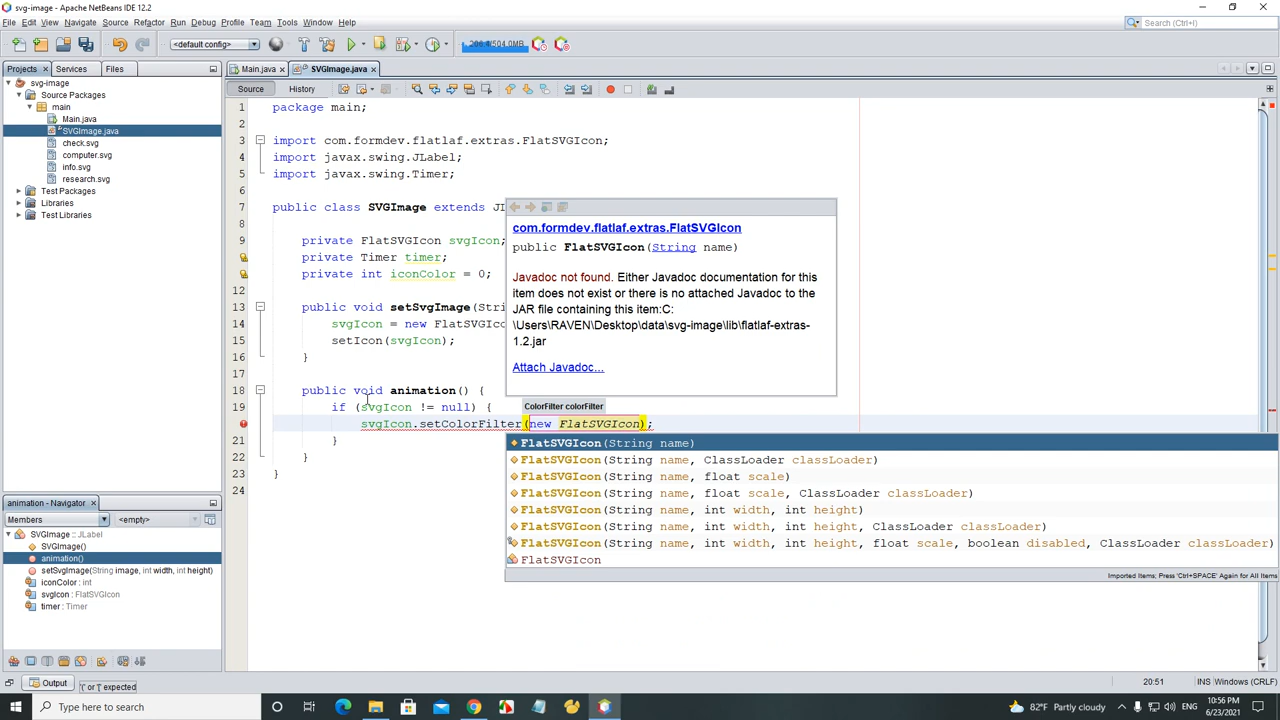 svg-image - Apache NetBeans IDE 12.2
File Edit View Navigate Source Refactor Run Debug Profile Team Tools Window Help
Search (Ctrl+I)
<default config>
206.4/504.0MB
Projects Services Files
Main.java SVGImage.java
svg-image
Source Packages
main
Main.java
SVGImage.java
check.svg
computer.svg
info.svg
research.svg
Test Packages
Libraries
Test Libraries
Source History
1 package main;
2
3 import com.formdev.flatlaf.extras.FlatSVGIcon;
4 import javax.swing.JLabel;
5 import javax.swing.Timer;
6
7 public class SVGImage extends JL
8
9 private FlatSVGIcon svgIcon;
private Timer timer;
private int iconColor = 0;
12
13 public void setSvgImage(Stri
14 svgIcon = new FlatSVGIco
15 setIcon(svgIcon);
16 }
17
18 public void animation() {
19 if (svgIcon != null) {
svgIcon.setColorFilter(new FlatSVGIcon);
21 }
22 }
23 }
24
com.formdev.flatlaf.extras.FlatSVGIcon
public FlatSVGIcon(String name)
Javadoc not found. Either Javadoc documentation for this
item does not exist or there is no attached Javadoc to the
JAR file containing this item:C:
\Users\RAVEN\Desktop\data\svg-image\lib\flatlaf-extras-
1.2.jar
Attach Javadoc...
ColorFilter colorFilter
FlatSVGIcon(String name)
FlatSVGIcon(String name, ClassLoader classLoader)
FlatSVGIcon(String name, float scale)
FlatSVGIcon(String name, float scale, ClassLoader classLoader)
FlatSVGIcon(String name, int width, int height)
FlatSVGIcon(String name, int width, int height, ClassLoader classLoader)
FlatSVGIcon(String name, int width, int height, float scale, boolean disabled, ClassLoader classLoader)
FlatSVGIcon
Imported Items; Press 'Ctrl+SPACE' Again for All Items
animation - Navigator
Members <empty>
SVGImage :: JLabel
SVGImage()
animation()
setSvgImage(String image, int width, int height)
iconColor : int
svgIcon : FlatSVGIcon
timer : Timer
Output
'(' or '[' expected
20:51 INS Windows (CRLF)
Type here to search
82°F Partly cloudy
ENG
10:56 PM
6/23/2021